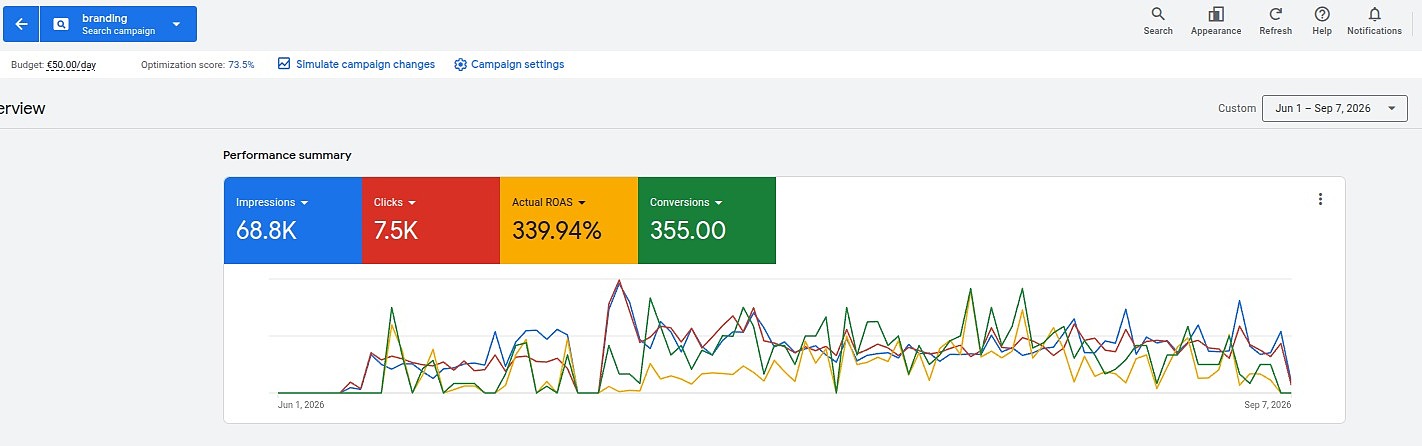 branding
Search campaign
Search
Appearance
Refresh
Help
Notifications
Budget: €50.00/day
Optimization score: 73.5%
Simulate campaign changes
Campaign settings
erview
Custom
Jun 1 – Sep 7, 2026
Performance summary
Impressions
68.8K
Clicks
7.5K
Actual ROAS
339.94%
Conversions
355.00
Jun 1, 2026
Sep 7, 2026